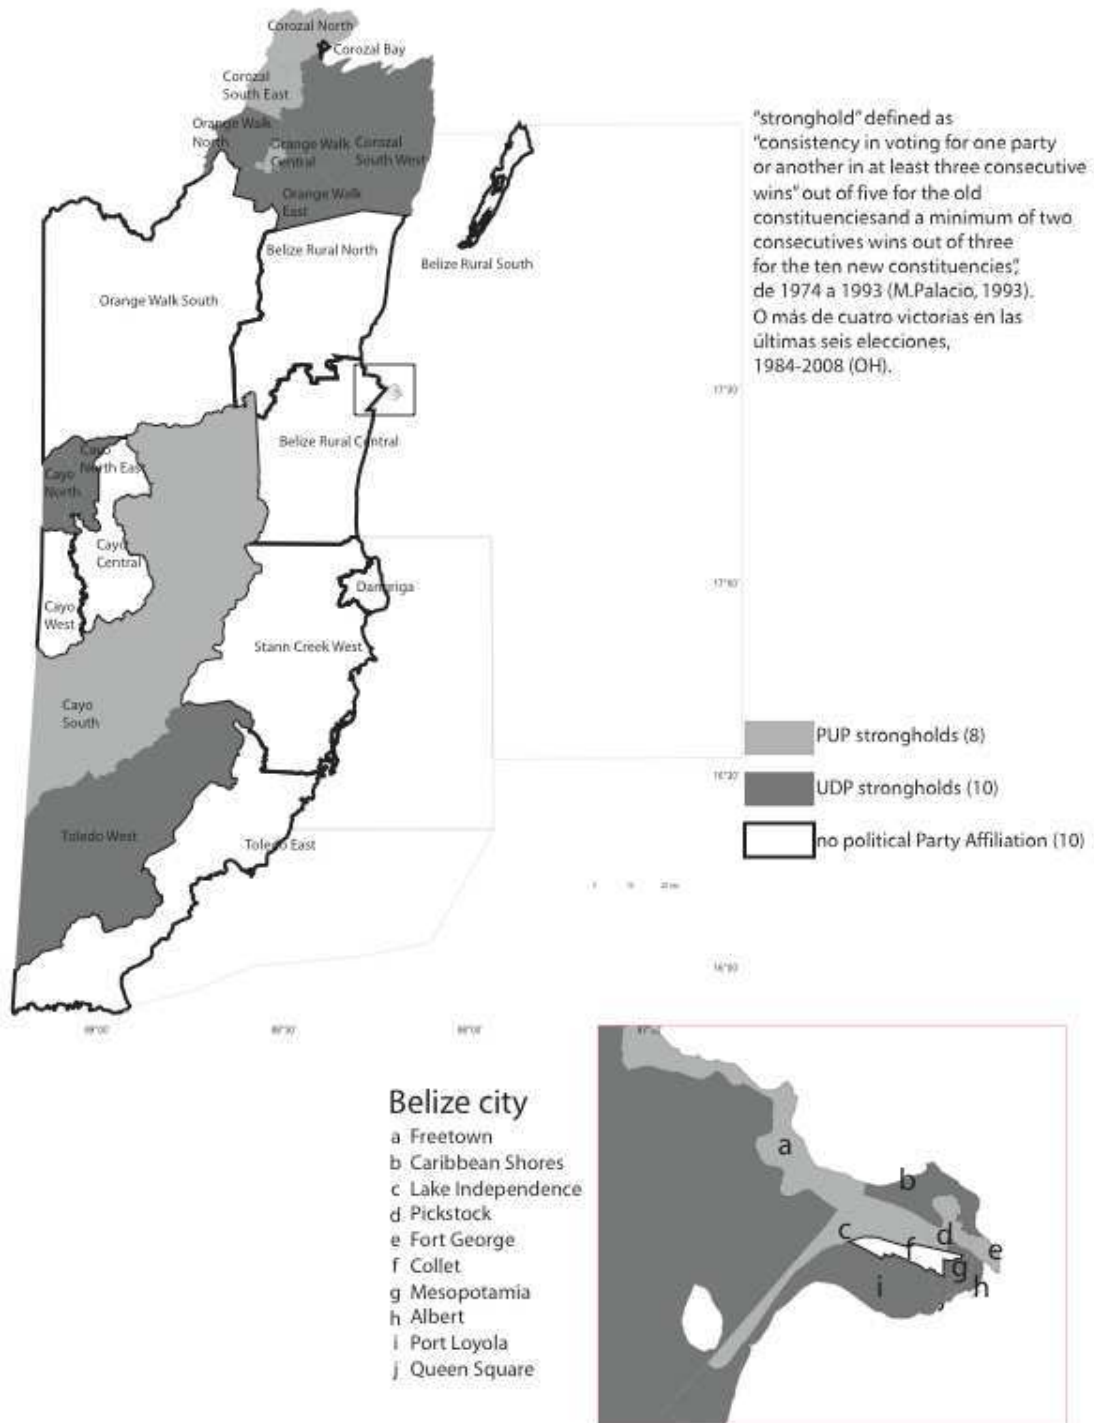 Corozal North
Corozal Bay
Corozal
South East
Orange Walk
North
Orange Walk
Central
Corozal
South West
Orange Walk
East
Belize Rural North
Belize Rural South
Orange Walk South
"stronghold" defined as
"consistency in voting for one party
or another in at least three consecutive
wins" out of five for the old
constituenciesand a minimum of two
consecutives wins out of three
for the ten new constituencies",
de 1974 a 1993 (M.Palacio, 1993).
O más de cuatro victorias en las
últimas seis elecciones,
1984-2008 (OH).
Belize Rural Central
Cayo
North East
Cayo
North
Cayo
Central
Cayo
West
Dangriga
Stann Creek West
Cayo
South
Toledo West
Toledo East
PUP strongholds (8)
UDP strongholds (10)
no political Party Affiliation (10)
Belize city
a Freetown
b Caribbean Shores
c Lake Independence
d Pickstock
e Fort George
f Collet
g Mesopotamia
h Albert
i Port Loyola
j Queen Square
a
b
c
d
e
f
g
h
i
j